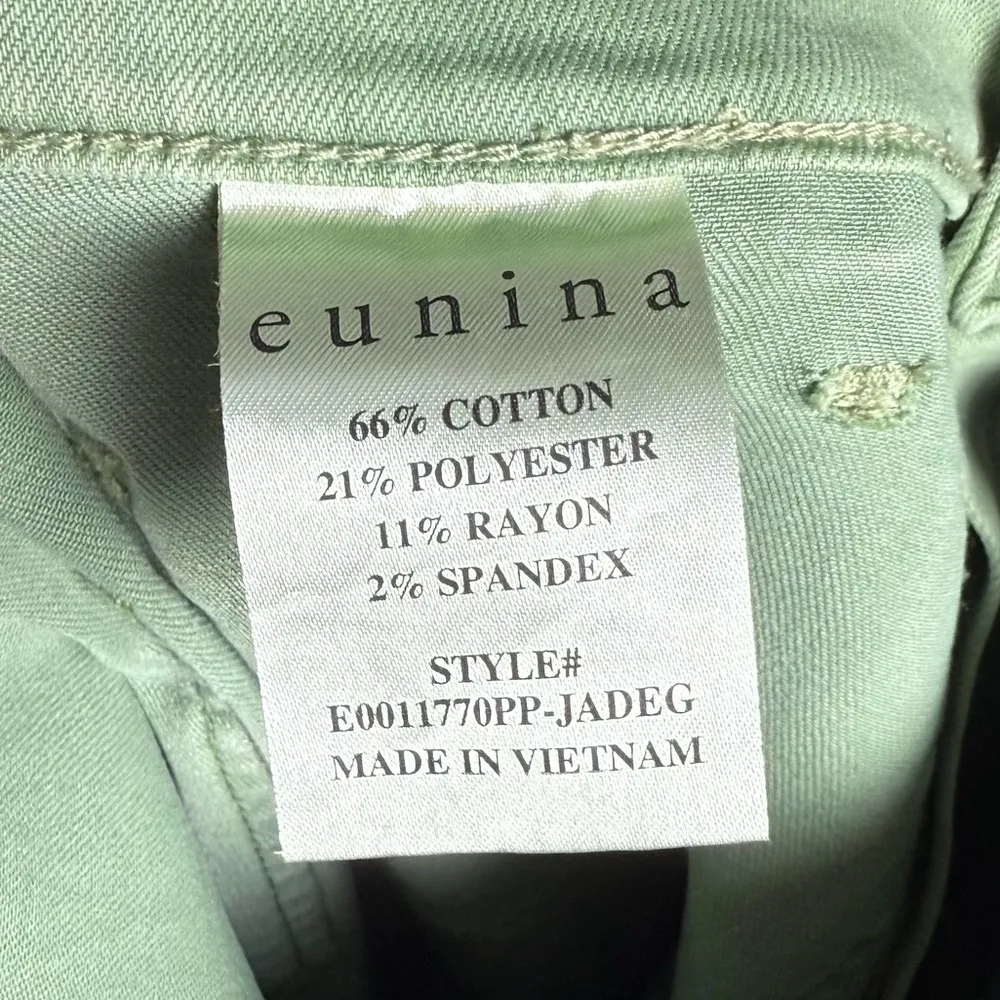 eunina
66% COTTON
21% POLYESTER
11% RAYON
2% SPANDEX
STYLE#
E0011770PP-JADEG
MADE IN VIETNAM